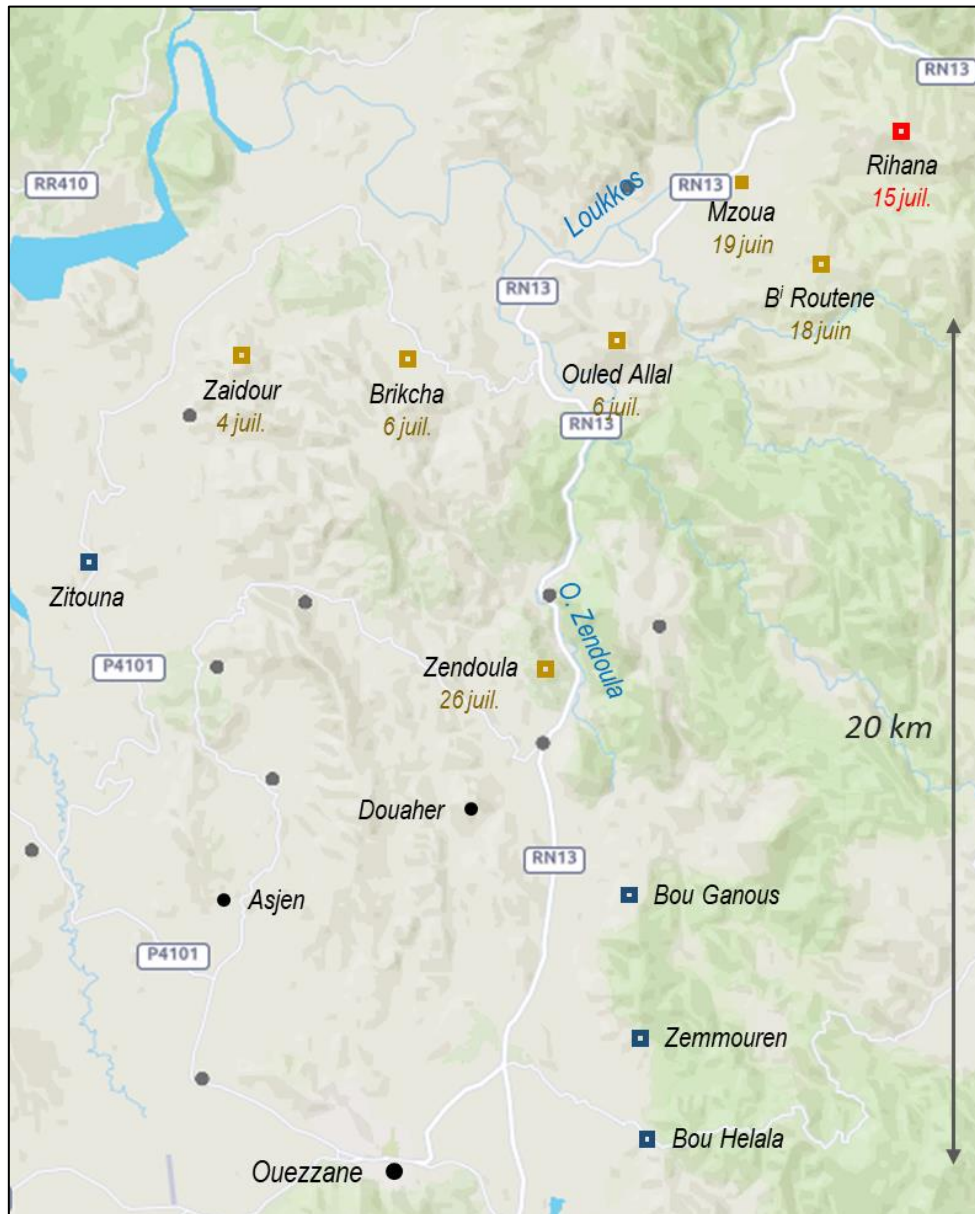 RN13
Rihana
15 juil.
RR410
RN13
Loukkos
Mzoua
19 juin
RN13
Bⁱ Routene
18 juin
Zaidour
4 juil.
Brikcha
6 juil.
Ouled Allal
6 juil.
RN13
Zitouna
O. Zendoula
P4101
Zendoula
26 juil.
20 km
Douaher
RN13
Asjen
Bou Ganous
P4101
Zemmouren
Bou Helala
Ouezzane